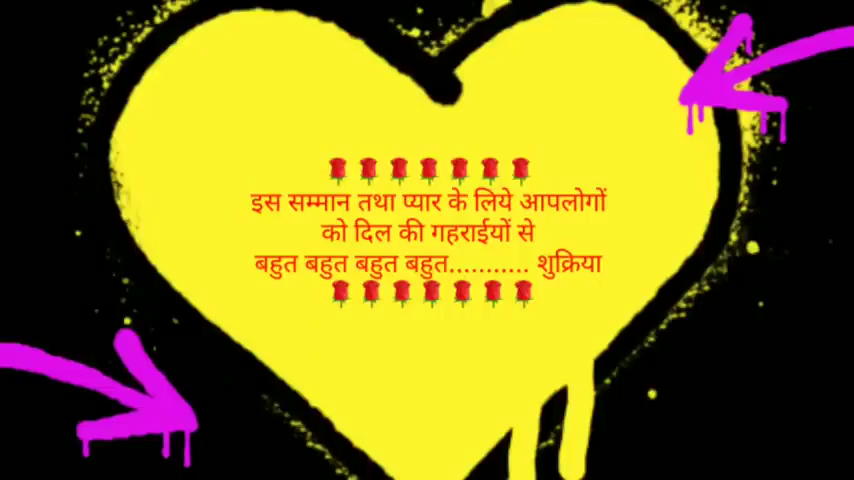 🌹🌹🌹🌹🌹🌹🌹
इस सम्मान तथा प्यार के लिये आपलोगों
को दिल की गहराईयों से
बहुत बहुत बहुत बहुत........... शुक्रिया
🌹🌹🌹🌹🌹🌹🌹